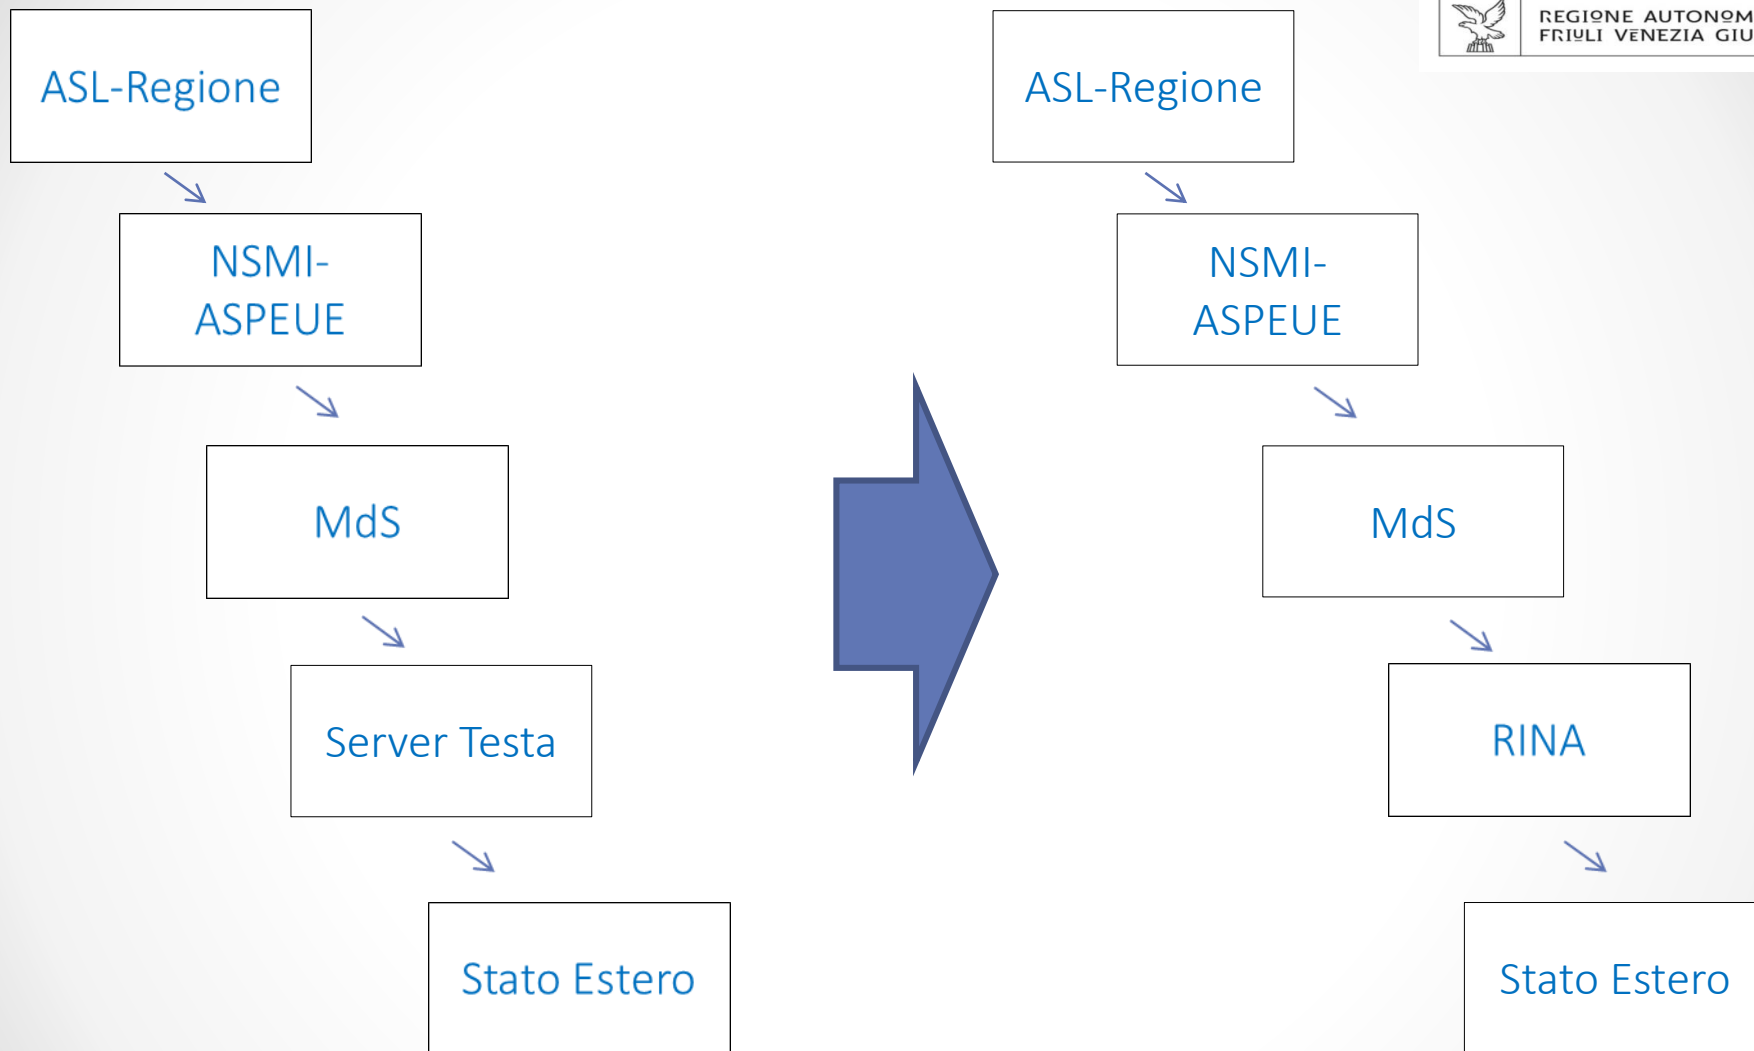 ASL-Regione
NSMI-
ASPEUE
MdS
Server Testa
Stato Estero
REGIONE AUTONOM
FRIULI VENEZIA GIU
ASL-Regione
NSMI-
ASPEUE
MdS
RINA
Stato Estero